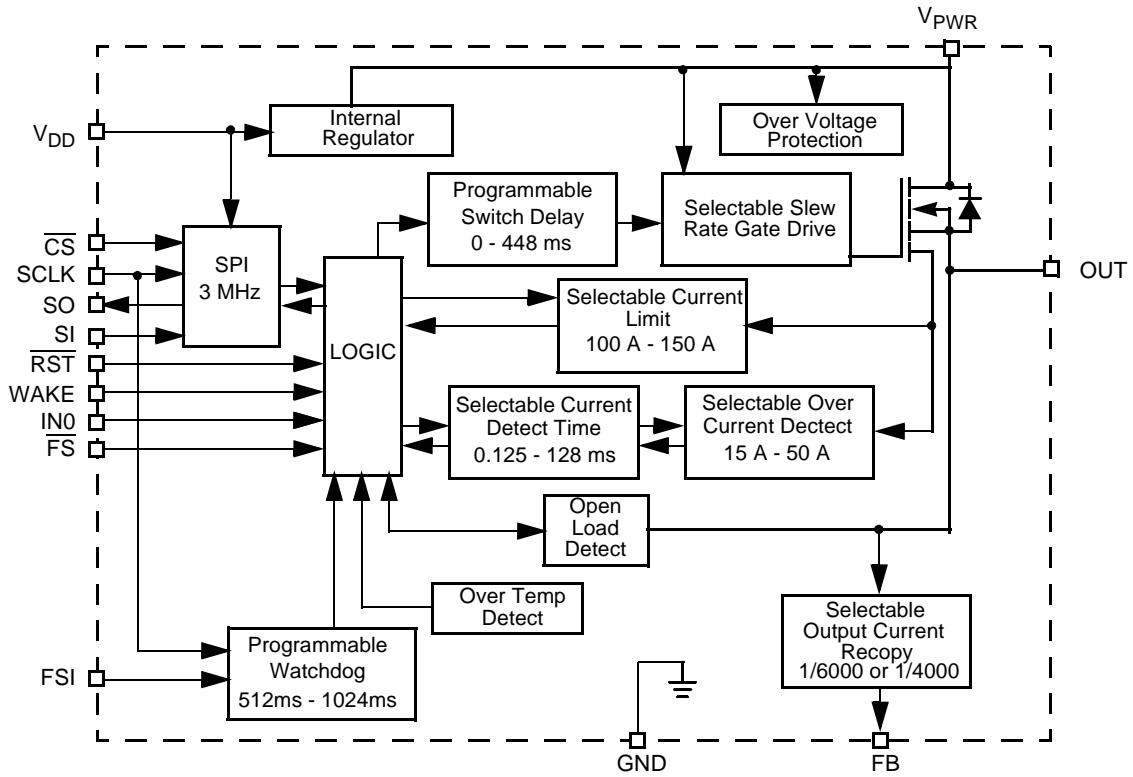 VPWR
Internal
Regulator
Over Voltage
Protection
VDD
Programmable
Switch Delay
0 - 448 ms
Selectable Slew
Rate Gate Drive
CS
SCLK
SO
SI
RST
WAKE
IN0
FS
SPI
3 MHz
LOGIC
OUT
Selectable Current
Limit
100 A - 150 A
Selectable Current
Detect Time
0.125 - 128 ms
Selectable Over
Current Dectect
15 A - 50 A
Open
Load
Detect
Over Temp
Detect
Programmable
Watchdog
512ms - 1024ms
FSI
Selectable
Output Current
Recopy
1/6000 or 1/4000
GND
FB